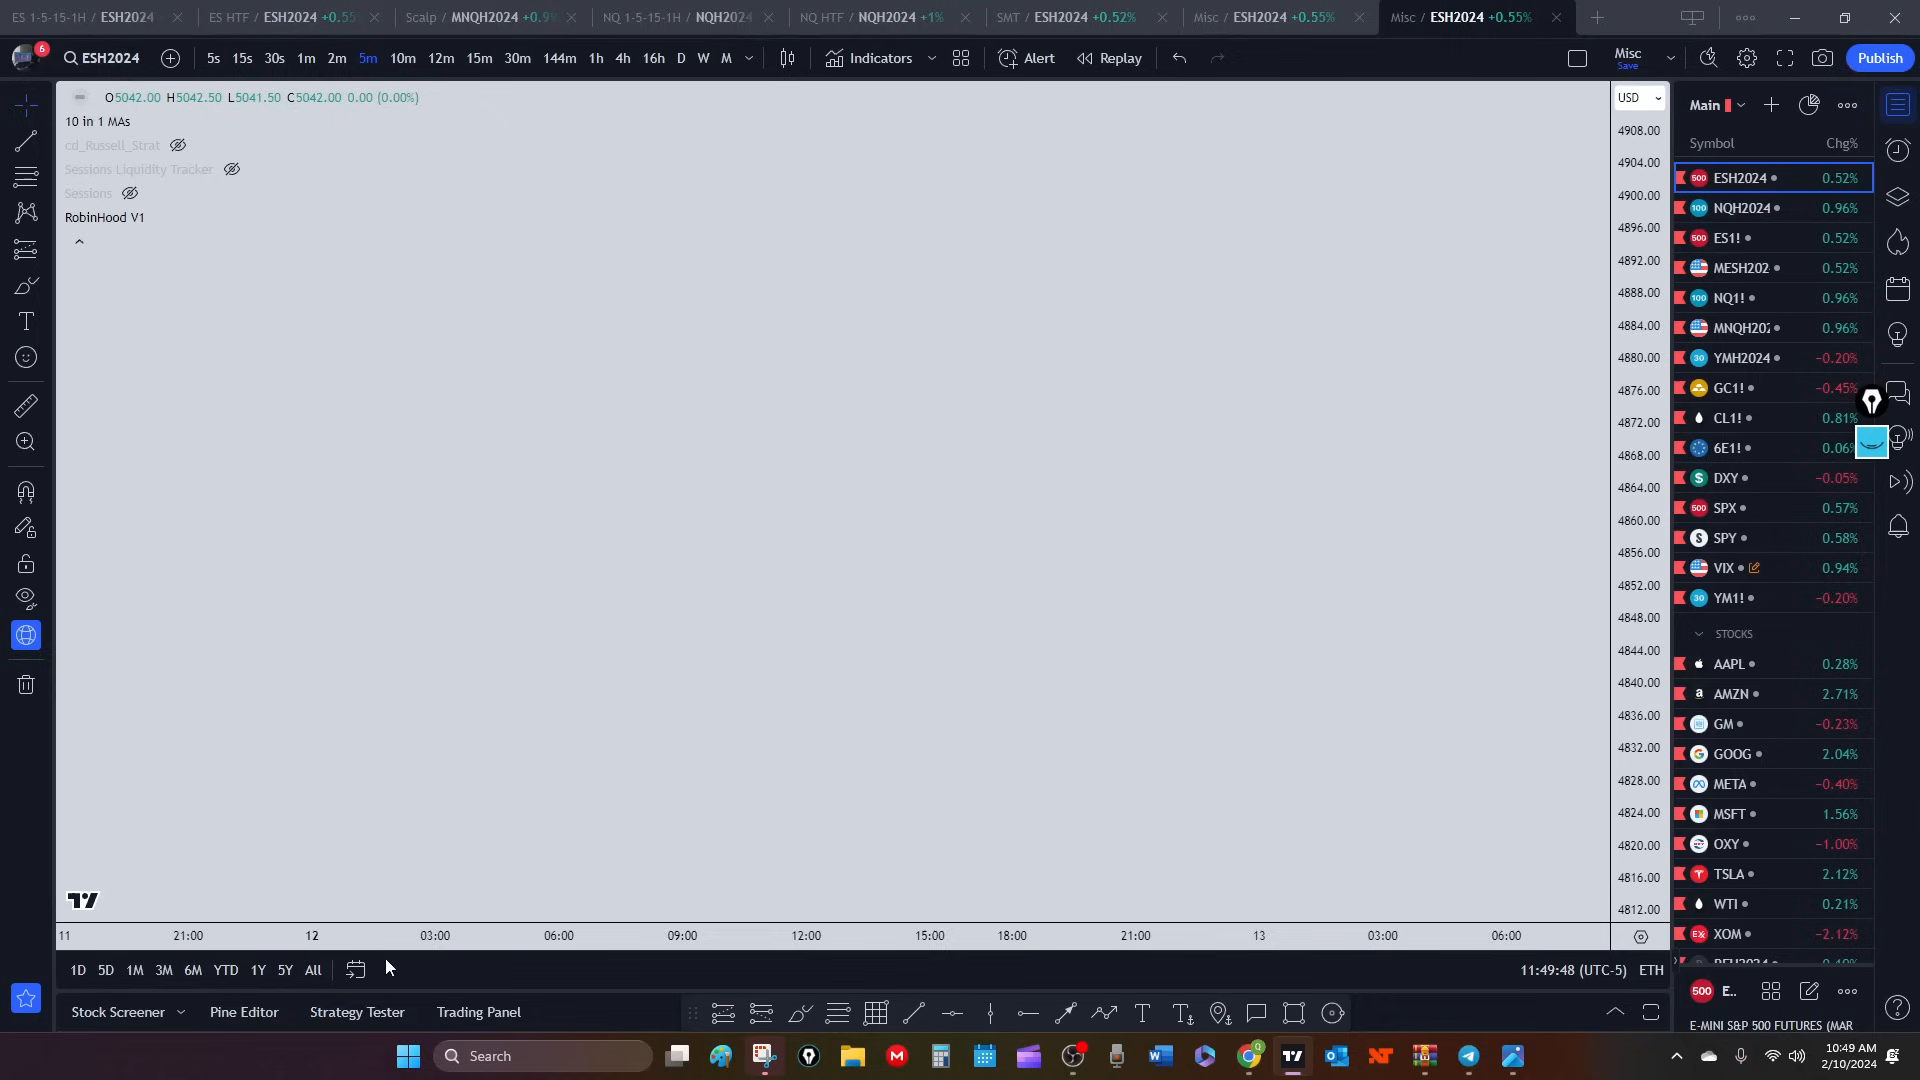 ES 1-5-15-1H / ESH2024
ES HTF / ESH2024 +0.55
Scalp / MNQH2024 +0.9%
NQ 1-5-15-1H / NQH2024
NQ HTF / NQH2024 +1%
SMT / ESH2024 +0.52%
Misc / ESH2024 +0.55%
Misc / ESH2024 +0.55%
6
ESH2024
5s 15s 30s 1m 2m 5m 10m 12m 15m 30m 144m 1h 4h 16h D W M
Indicators
Alert
Replay
Misc
Save
Publish
O5042.00 H5042.50 L5041.50 C5042.00 0.00 (0.00%)
10 in 1 MAs
cd_Russell_Strat
Sessions Liquidity Tracker
Sessions
RobinHood V1
USD
4908.00
4904.00
4900.00
4896.00
4892.00
4888.00
4884.00
4880.00
4876.00
4872.00
4868.00
4864.00
4860.00
4856.00
4852.00
4848.00
4844.00
4840.00
4836.00
4832.00
4828.00
4824.00
4820.00
4816.00
4812.00
Main
Symbol Chg%
500 ESH2024 0.52%
100 NQH2024 0.96%
500 ES1! 0.52%
MESH202 0.52%
100 NQ1! 0.96%
MNQH202 0.96%
30 YMH2024 −0.20%
GC1! −0.45%
CL1! 0.81%
6E1! 0.06%
DXY −0.05%
500 SPX 0.57%
SPY 0.58%
VIX 0.94%
30 YM1! −0.20%
STOCKS
AAPL 0.28%
AMZN 2.71%
GM −0.23%
GOOG 2.04%
META −0.40%
MSFT 1.56%
OXY −1.00%
TSLA 2.12%
WTI 0.21%
XOM −2.12%
500 E..
E-MINI S&P 500 FUTURES (MAR
11 21:00 12 03:00 06:00 09:00 12:00 15:00 18:00 21:00 13 03:00 06:00
1D 5D 1M 3M 6M YTD 1Y 5Y All
11:49:48 (UTC-5) ETH
Stock Screener Pine Editor Strategy Tester Trading Panel
Search
10:49 AM
2/10/2024